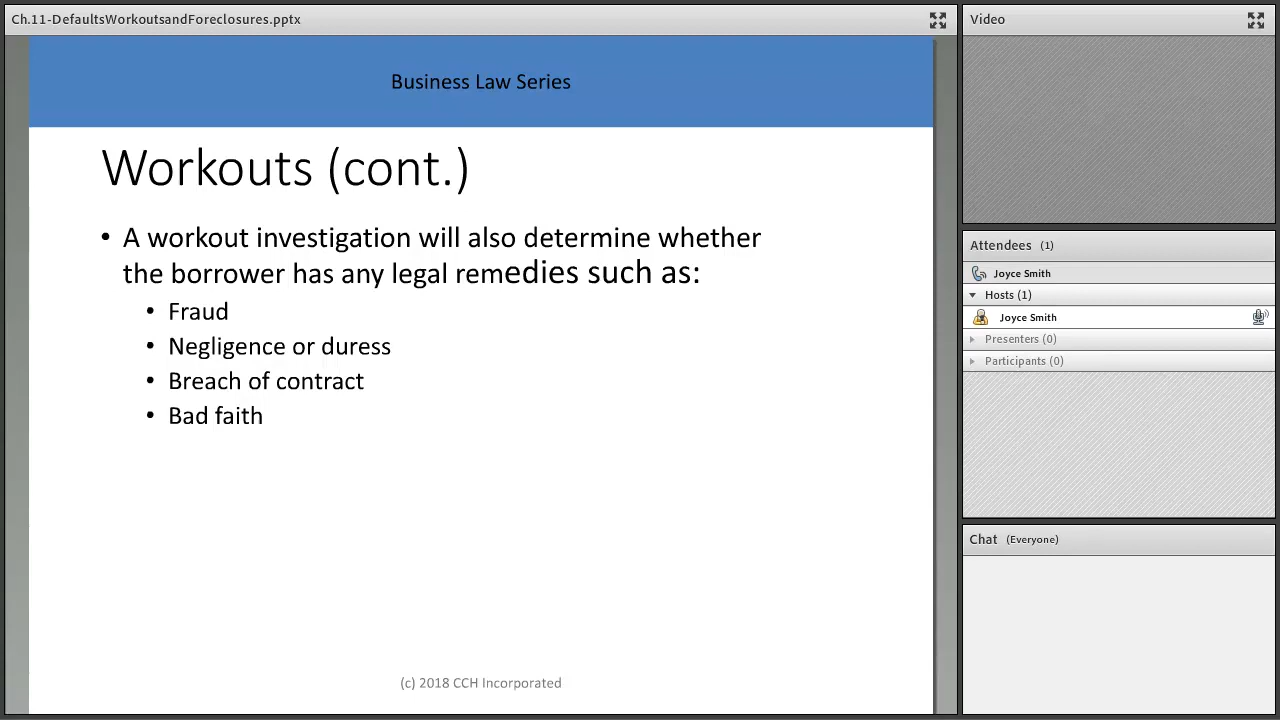 Ch.11-DefaultsWorkoutsandForeclosures.pptx
Business Law Series
Workouts (cont.)
• A workout investigation will also determine whether
the borrower has any legal remedies such as:
• Fraud
• Negligence or duress
• Breach of contract
• Bad faith
(c) 2018 CCH Incorporated
Video
Attendees (1)
Joyce Smith
Hosts (1)
Joyce Smith
Presenters (0)
Participants (0)
Chat (Everyone)